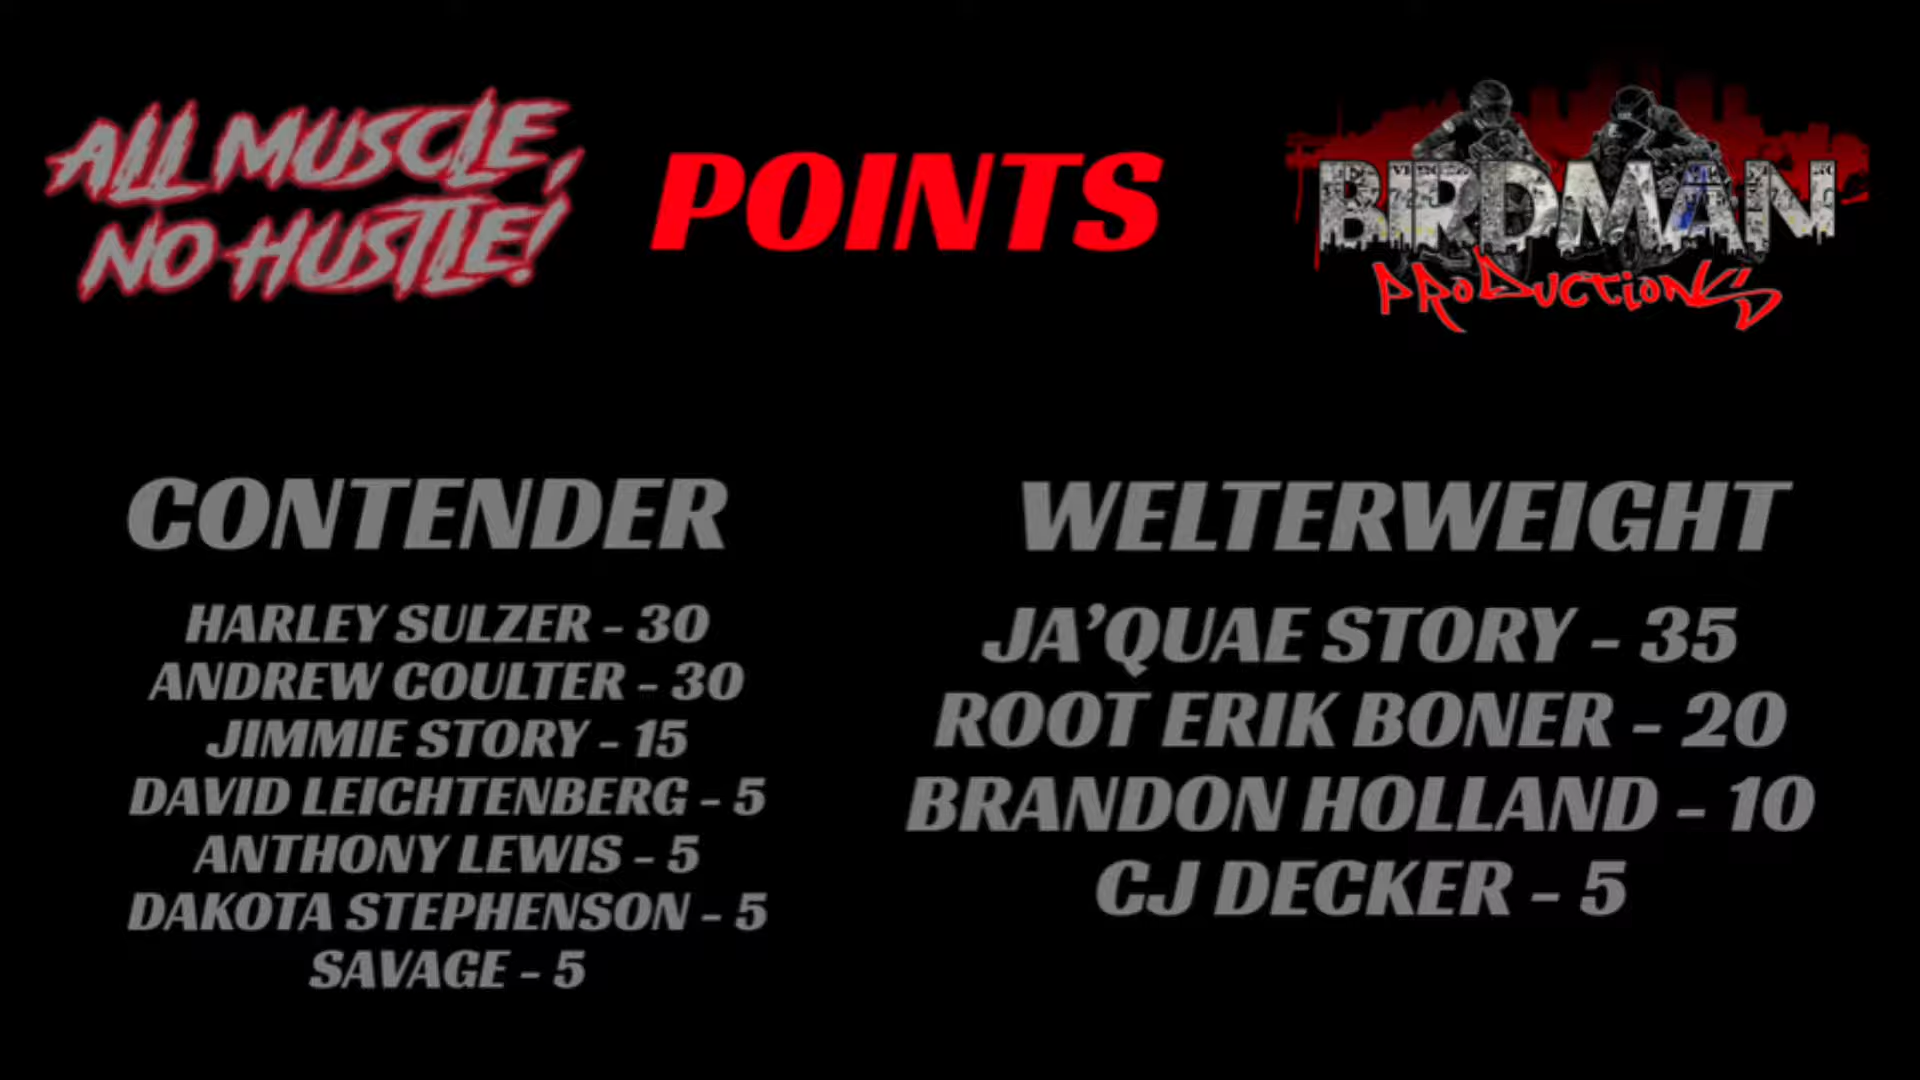 ALL MUSCLE,
NO HUSTLE!
POINTS
BIRDMAN
PRODUCTIONS
CONTENDER
HARLEY SULZER - 30
ANDREW COULTER - 30
JIMMIE STORY - 15
DAVID LEICHTENBERG - 5
ANTHONY LEWIS - 5
DAKOTA STEPHENSON - 5
SAVAGE - 5
WELTERWEIGHT
JA’QUAE STORY - 35
ROOT ERIK BONER - 20
BRANDON HOLLAND - 10
CJ DECKER - 5